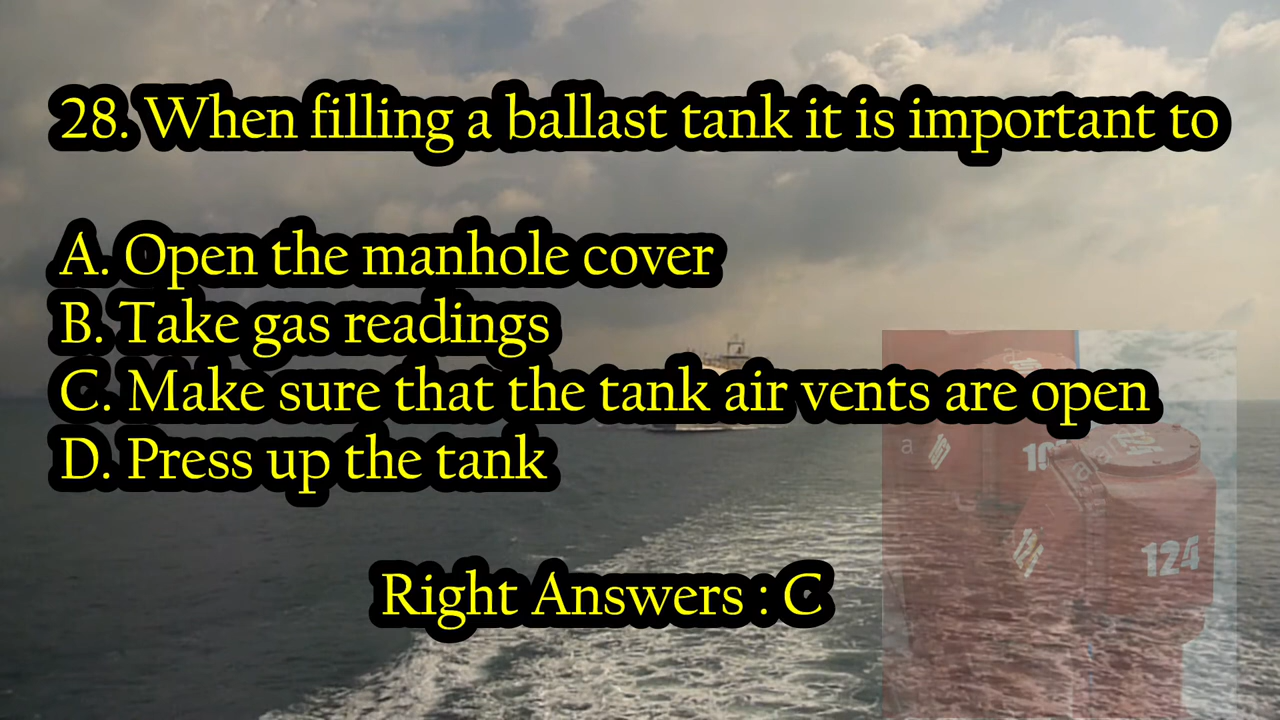 28. When filling a ballast tank it is important to
A. Open the manhole cover
B. Take gas readings
C. Make sure that the tank air vents are open
D. Press up the tank
Right Answers : C
124